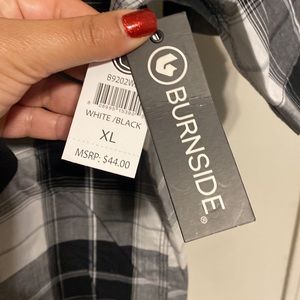 WHITE /BLACK
XL
MSRP: $44.00
BURNSIDE®